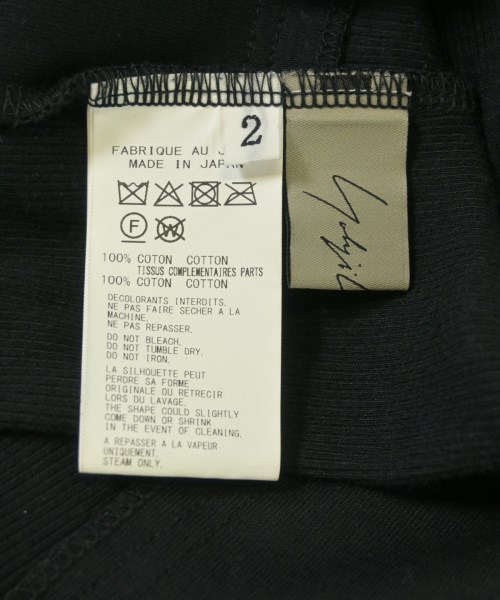 2
FABRIQUE AU
MADE IN JAPAN
F
W
100% COTON COTTON
TISSUS COMPLEMENTAIRES PARTS
100% COTON COTTON
DECOLORANTS INTERDITS.
NE PAS FAIRE SECHER A LA
MACHINE.
NE PAS REPASSER.
DO NOT BLEACH.
DO NOT TUMBLE DRY.
DO NOT IRON.
LA SILHOUETTE PEUT
PERDRE SA FORME
ORIGINALE OU RETRECIR
LORS DU LAVAGE.
THE SHAPE COULD SLIGHTLY
COME DOWN OR SHRINK
IN THE EVENT OF CLEANING.
A REPASSER A LA VAPEUR
UNIQUEMENT.
STEAM ONLY.